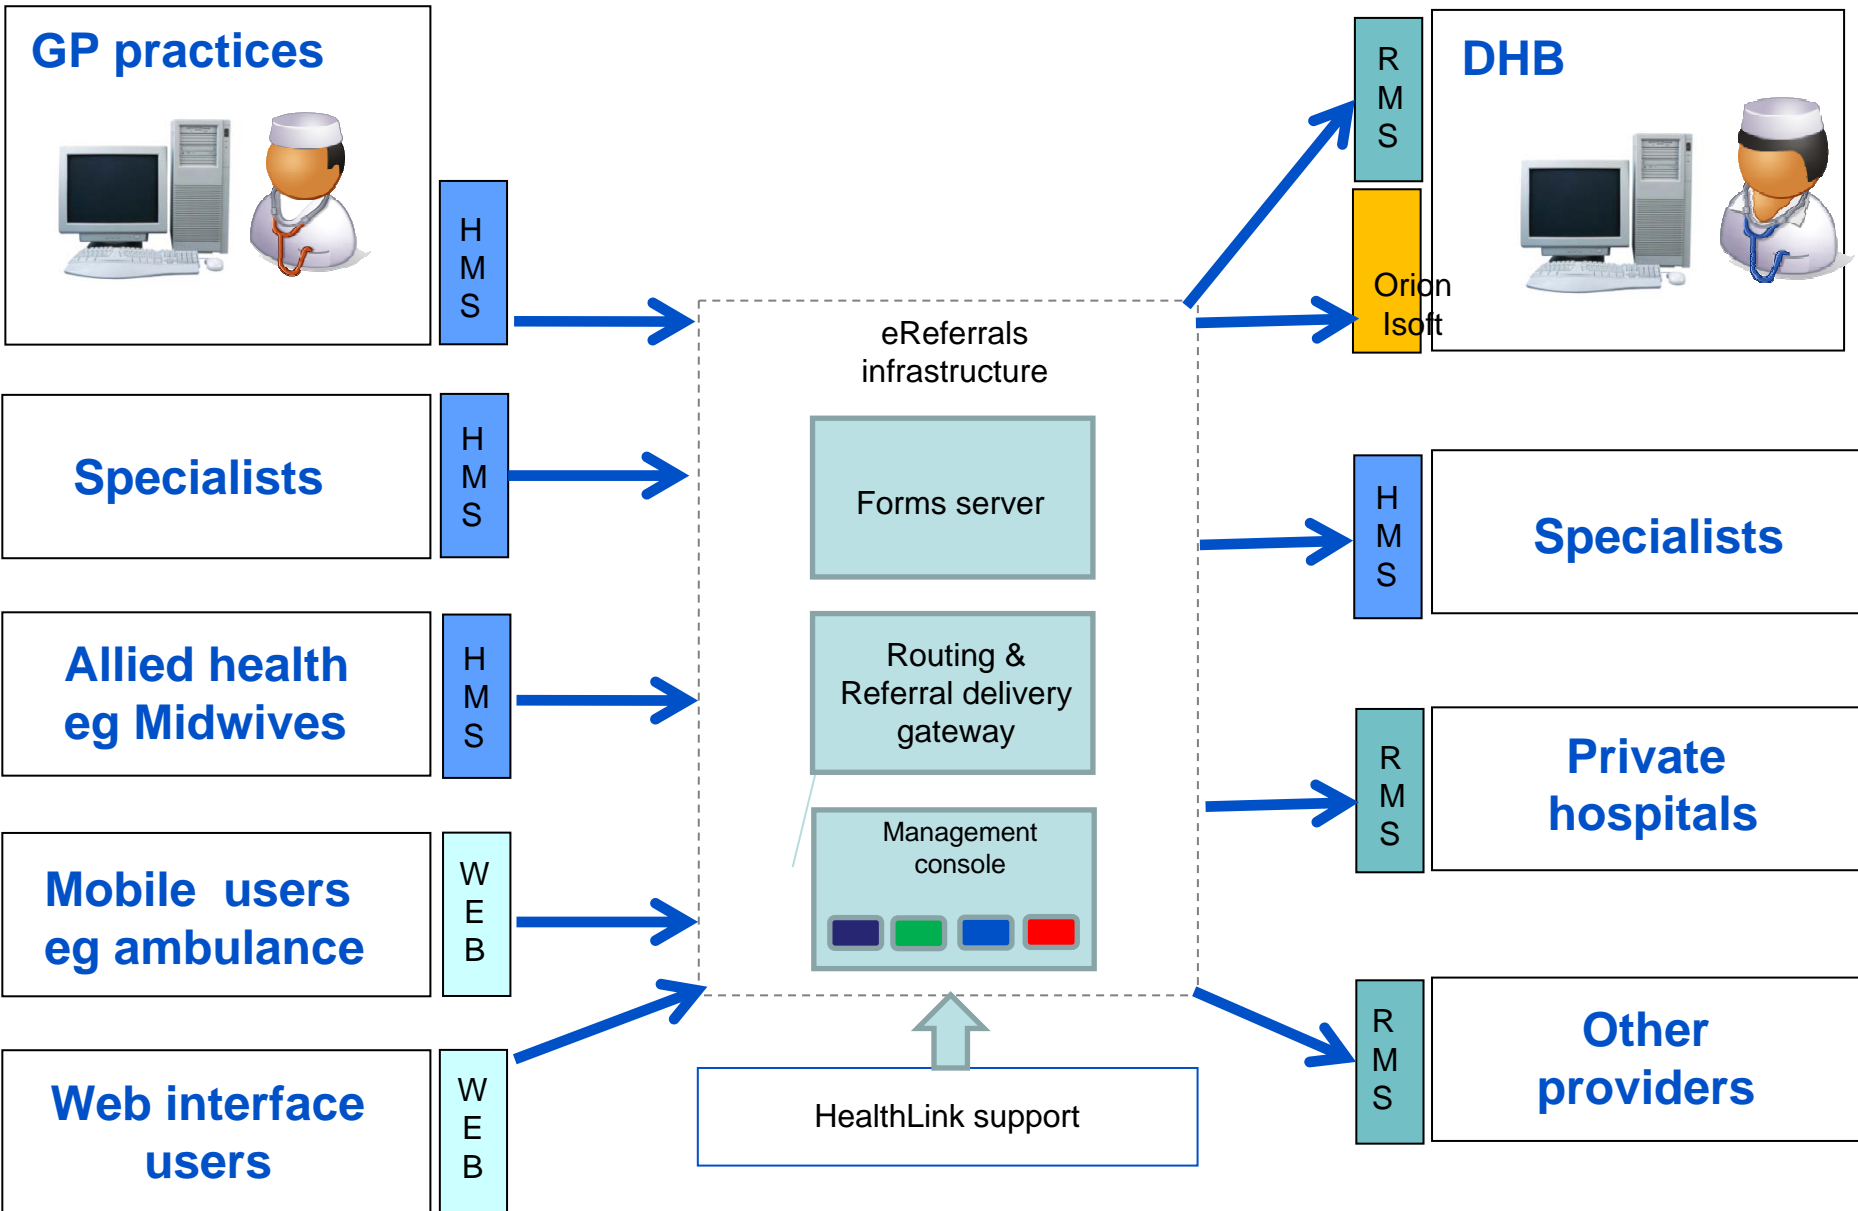 GP practices
H
M
S
Specialists
H
M
S
Allied health
eg Midwives
H
M
S
Mobile  users
eg ambulance
W
E
B
Web interface
users
W
E
B
eReferrals
infrastructure
Forms server
Routing &
Referral delivery
gateway
Management
console
HealthLink support
R
M
S
DHB
Orion
Isoft
H
M
S
Specialists
R
M
S
Private
hospitals
R
M
S
Other
providers